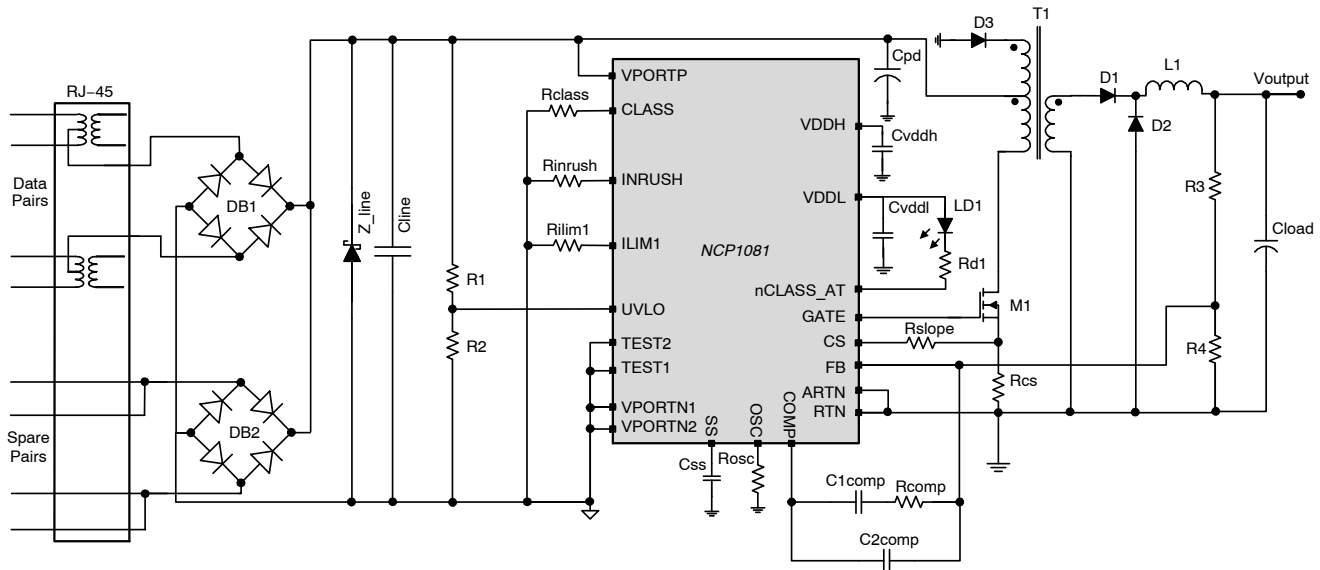 T1
D3
Cpd
L1
RJ−45
VPORTP
D1
Voutput
Rclass
CLASS
VDDH
Cvddh
D2
Data
Pairs
DB1
Z_line
Cline
Rinrush
INRUSH
VDDL
Cvddl
LD1
R3
Rilim1
ILIM1
NCP1081
Rd1
Cload
R1
nCLASS_AT
UVLO
GATE
M1
R2
TEST2
Rslope
CS
R4
TEST1
FB
Rcs
ARTN
VPORTN1
RTN
VPORTN2
DB2
Spare
Pairs
SS
OSC
COMP
Css
Rosc
C1comp
Rcomp
C2comp